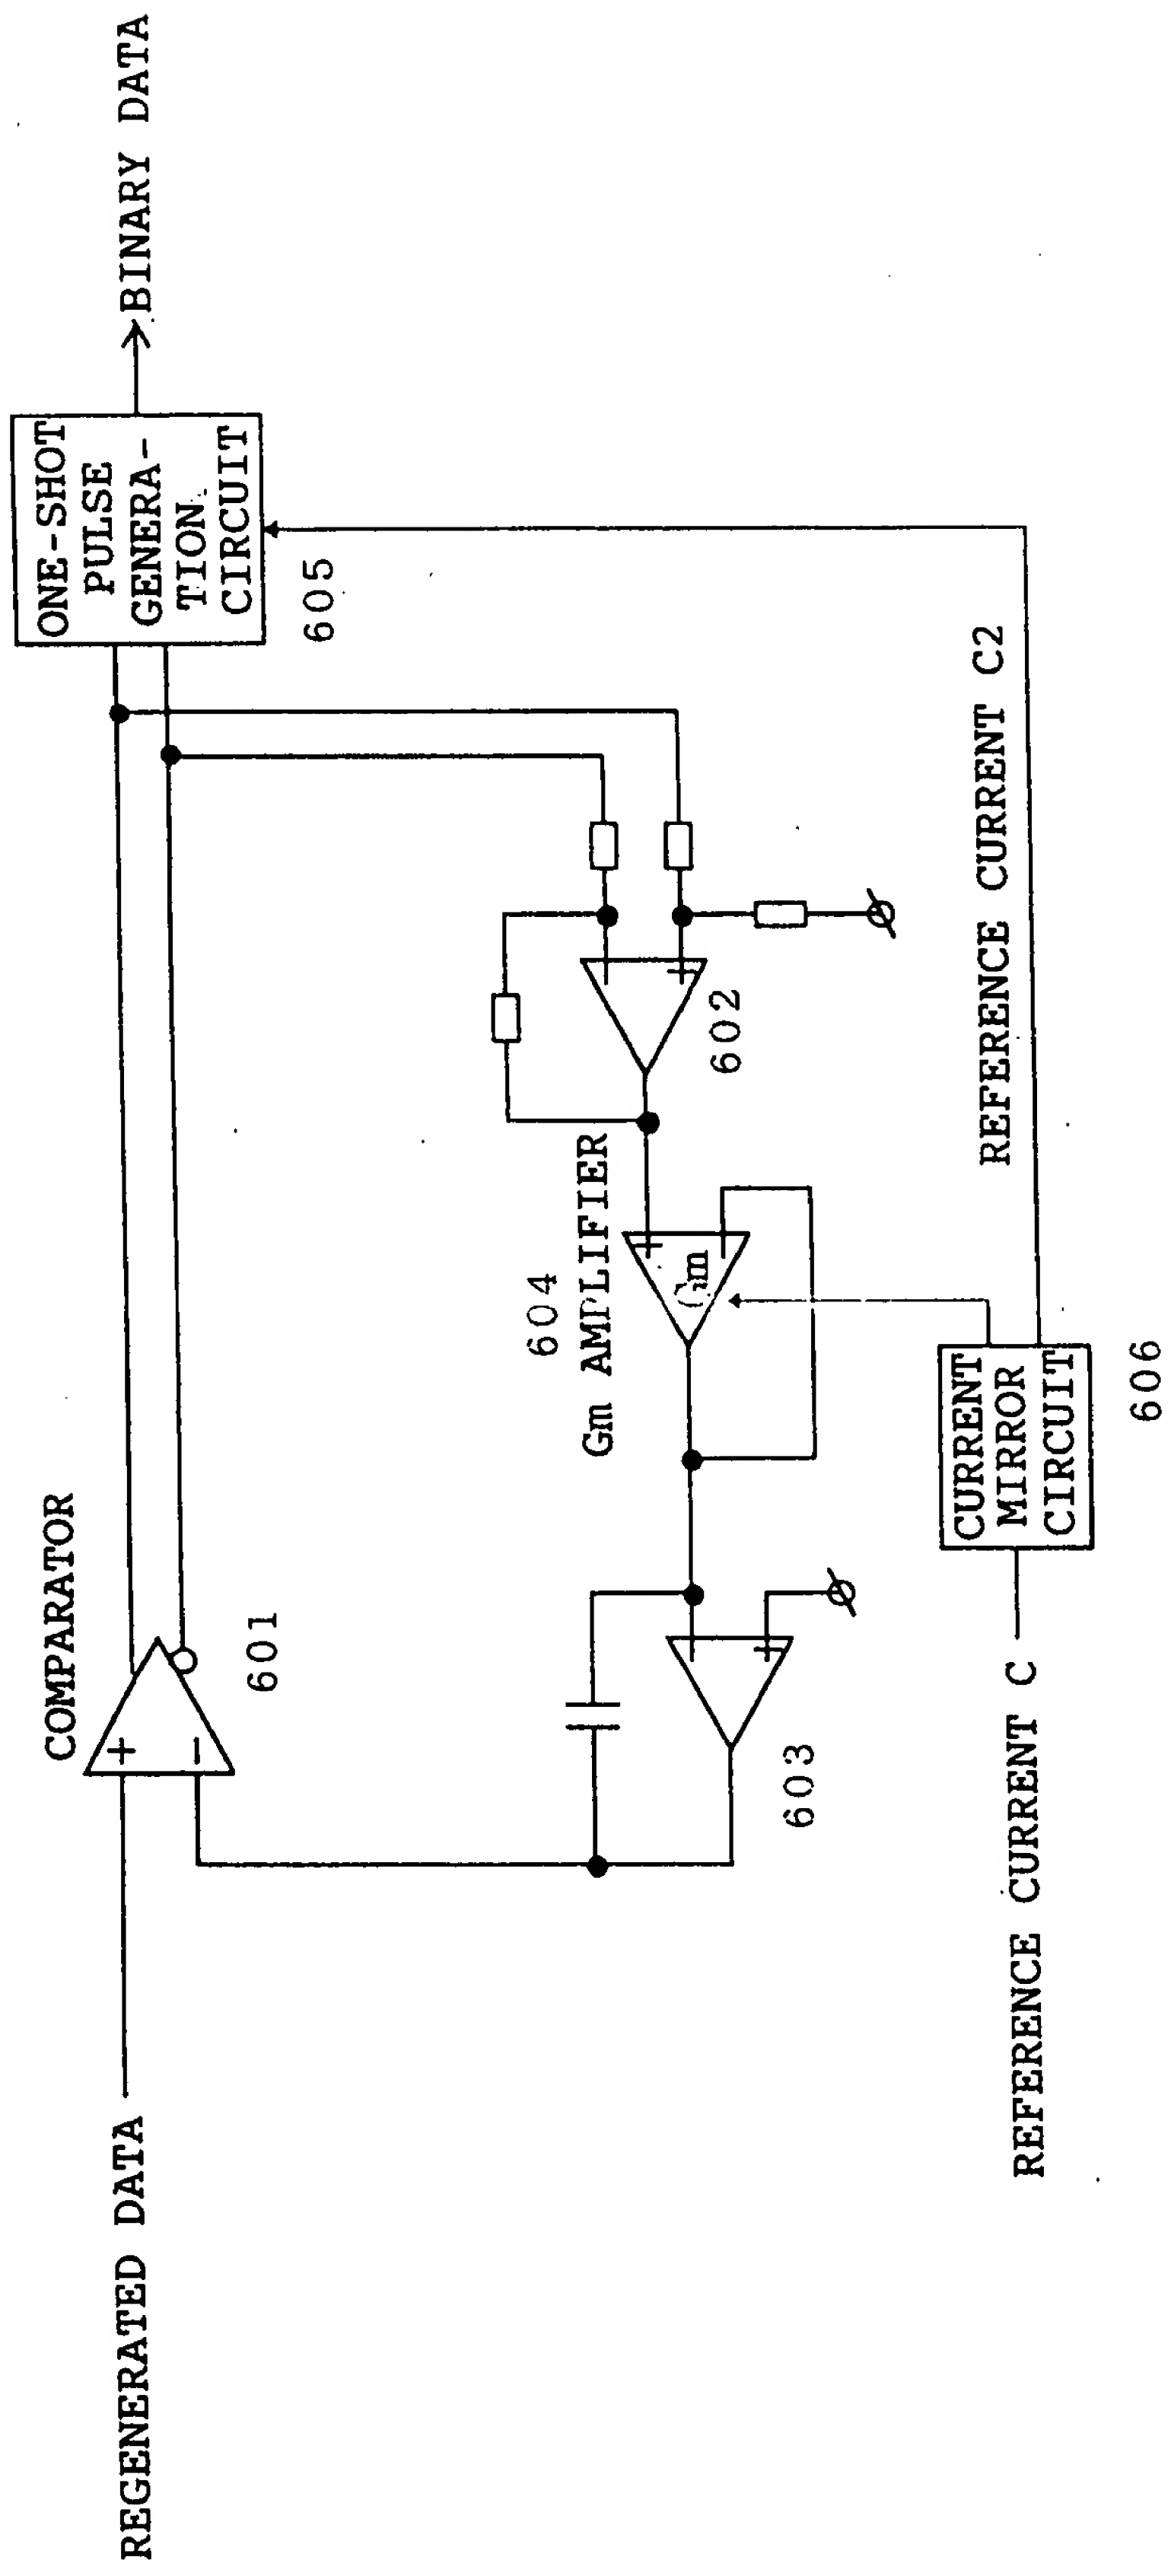 REGENERATED DATA
COMPARATOR
+
-
601
ONE-SHOT
PULSE
GENERA-
TION
CIRCUIT
605
BINARY DATA
603
+
-
604
Gm AMPLIFIER
Gm
+
-
602
+
-
REFERENCE CURRENT C
CURRENT
MIRROR
CIRCUIT
606
REFERENCE CURRENT C2